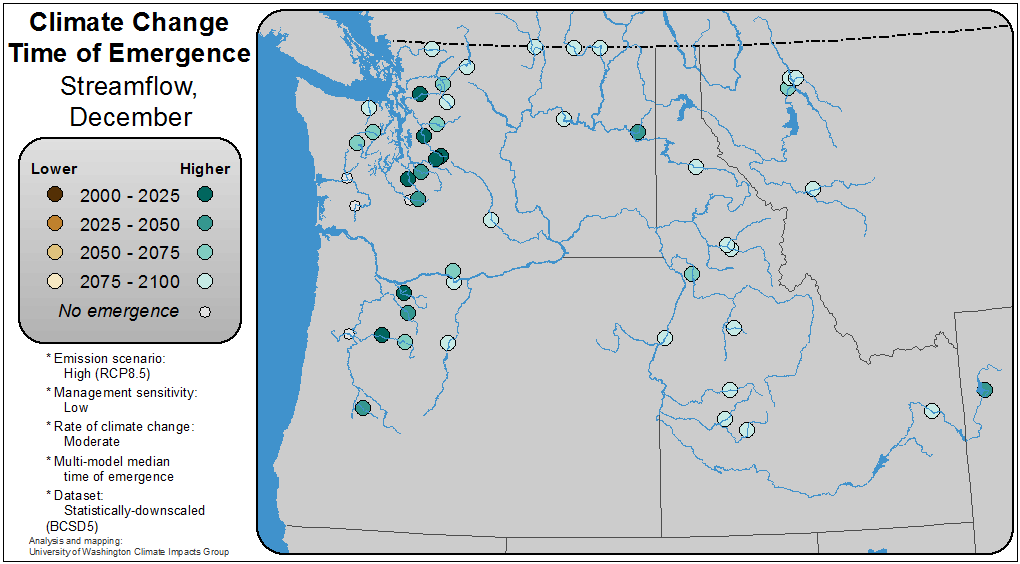 Climate Change
Time of Emergence
Streamflow,
December
Lower Higher
2000 - 2025
2025 - 2050
2050 - 2075
2075 - 2100
No emergence
* Emission scenario:
High (RCP8.5)
* Management sensitivity:
Low
* Rate of climate change:
Moderate
* Multi-model median
time of emergence
* Dataset:
Statistically-downscaled
(BCSD5)
Analysis and mapping:
University of Washington Climate Impacts Group